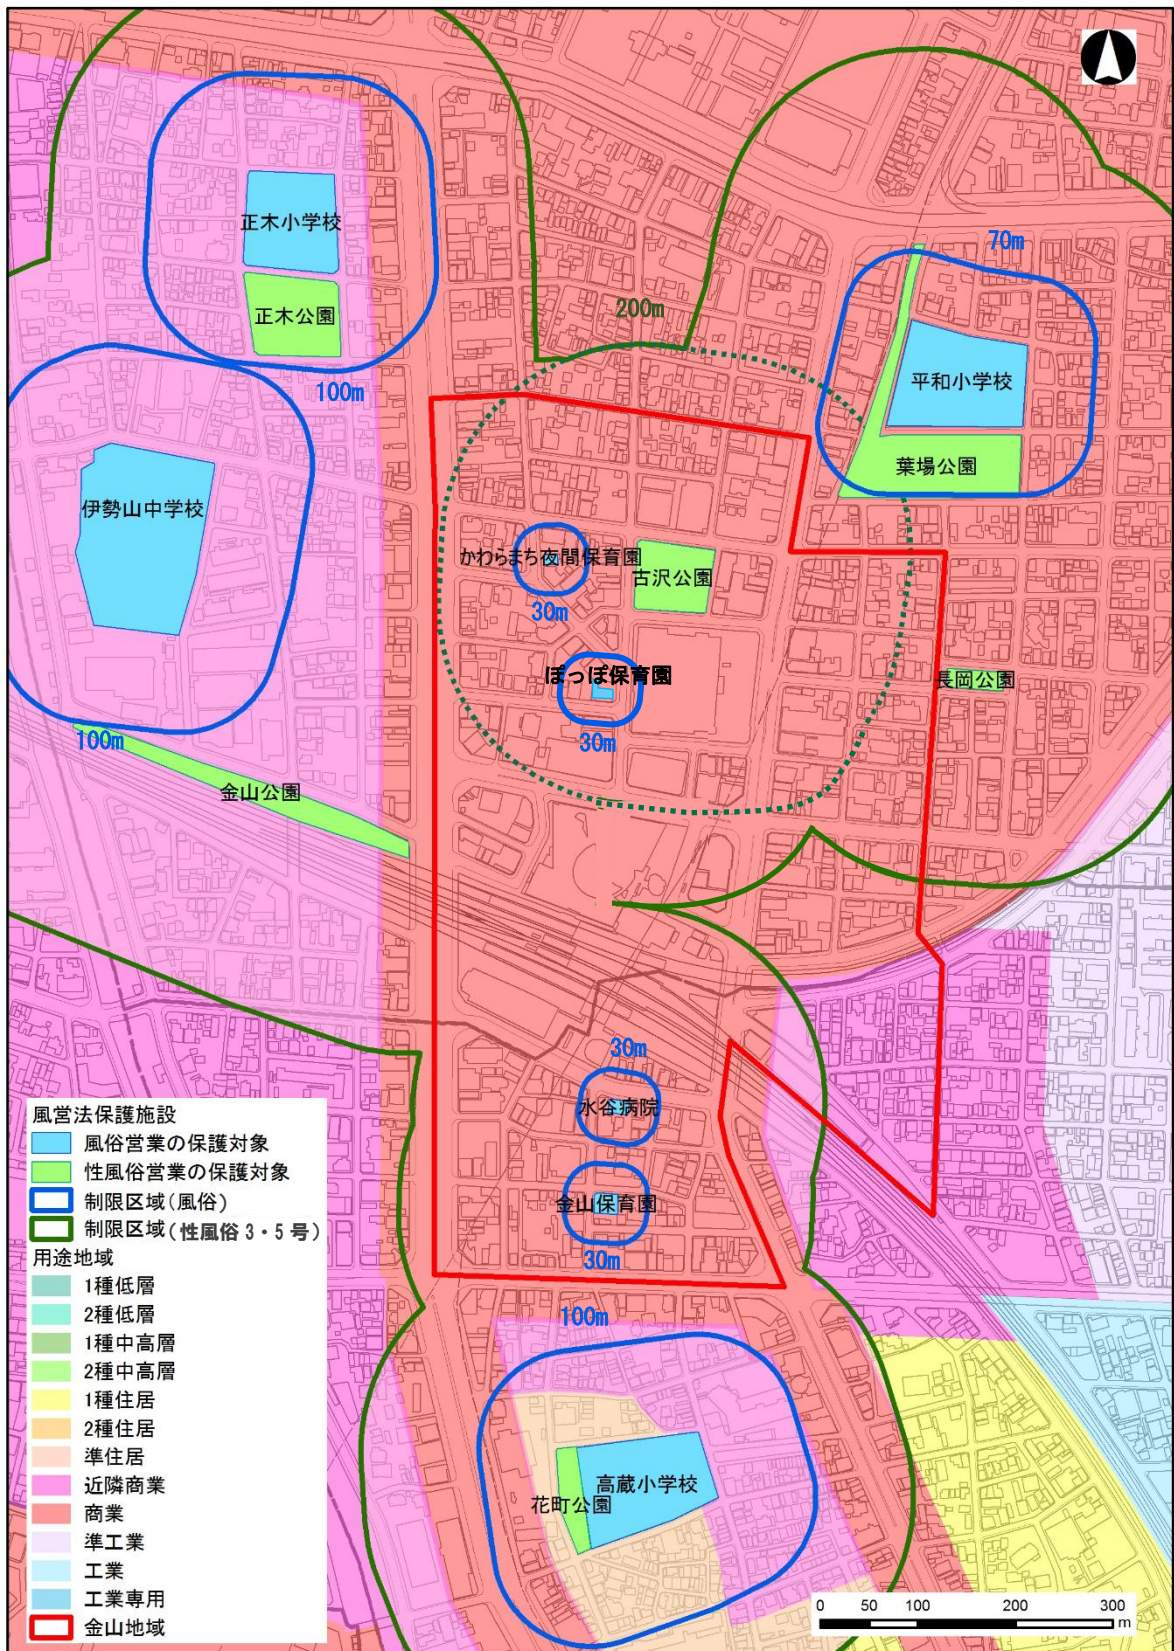 70m
正木小学校
200m
正木公園
平和小学校
100m
葉場公園
伊勢山中学校
かわらまち夜間保育園
古沢公園
30m
ぽっぽ保育園
長岡公園
100m
30m
金山公園
30m
水谷病院
金山保育園
30m
100m
高蔵小学校
花町公園
風営法保護施設
風俗営業の保護対象
性風俗営業の保護対象
制限区域(風俗)
制限区域(性風俗3・5号)
用途地域
1種低層
2種低層
1種中高層
2種中高層
1種住居
2種住居
準住居
近隣商業
商業
準工業
工業
工業専用
金山地域
0 50 100 200 300
m